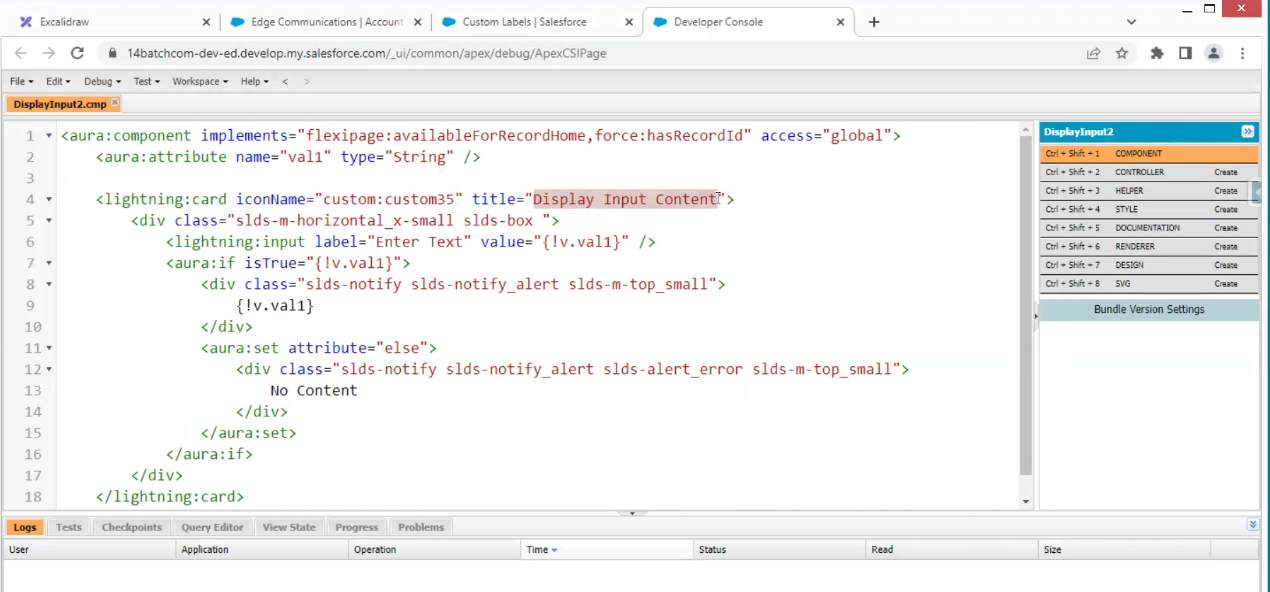 Excalidraw
Edge Communications | Account
Custom Labels | Salesforce
Developer Console
14batchcom-dev-ed.develop.my.salesforce.com/_ui/common/apex/debug/ApexCSIPage
File Edit Debug Test Workspace Help < >
DisplayInput2.cmp
1 <aura:component implements="flexipage:availableForRecordHome,force:hasRecordId" access="global">
2 <aura:attribute name="val1" type="String" />
3
4 <lightning:card iconName="custom:custom35" title="Display Input Content">
5 <div class="slds-m-horizontal_x-small slds-box ">
6 <lightning:input label="Enter Text" value="{!v.val1}" />
7 <aura:if isTrue="{!v.val1}">
8 <div class="slds-notify slds-notify_alert slds-m-top_small">
9 {!v.val1}
10 </div>
11 <aura:set attribute="else">
12 <div class="slds-notify slds-notify_alert slds-alert_error slds-m-top_small">
13 No Content
14 </div>
15 </aura:set>
16 </aura:if>
17 </div>
18 </lightning:card>
DisplayInput2
Ctrl + Shift + 1 COMPONENT
Ctrl + Shift + 2 CONTROLLER Create
Ctrl + Shift + 3 HELPER Create
Ctrl + Shift + 4 STYLE Create
Ctrl + Shift + 5 DOCUMENTATION Create
Ctrl + Shift + 6 RENDERER Create
Ctrl + Shift + 7 DESIGN Create
Ctrl + Shift + 8 SVG Create
Bundle Version Settings
Logs Tests Checkpoints Query Editor View State Progress Problems
User Application Operation Time Status Read Size